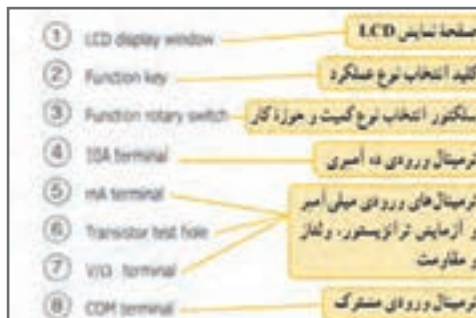 ① LCD display window
صفحهٔ نمایش LCD
② Function key
کلید انتخاب نوع عملکرد
③ Function rotary switch
سلکتور انتخاب نوع کمیت و حوزه کار
④ 10A terminal
ترمینال ورودی ده آمپری
⑤ mA terminal
⑥ Transistor test hole
⑦ V/Ω terminal
ترمینال‌های ورودی میلی‌آمپر
و آزمایش ترانزیستور، ولتاژ
و مقاومت
⑧ COM terminal
ترمینال ورودی مشترک